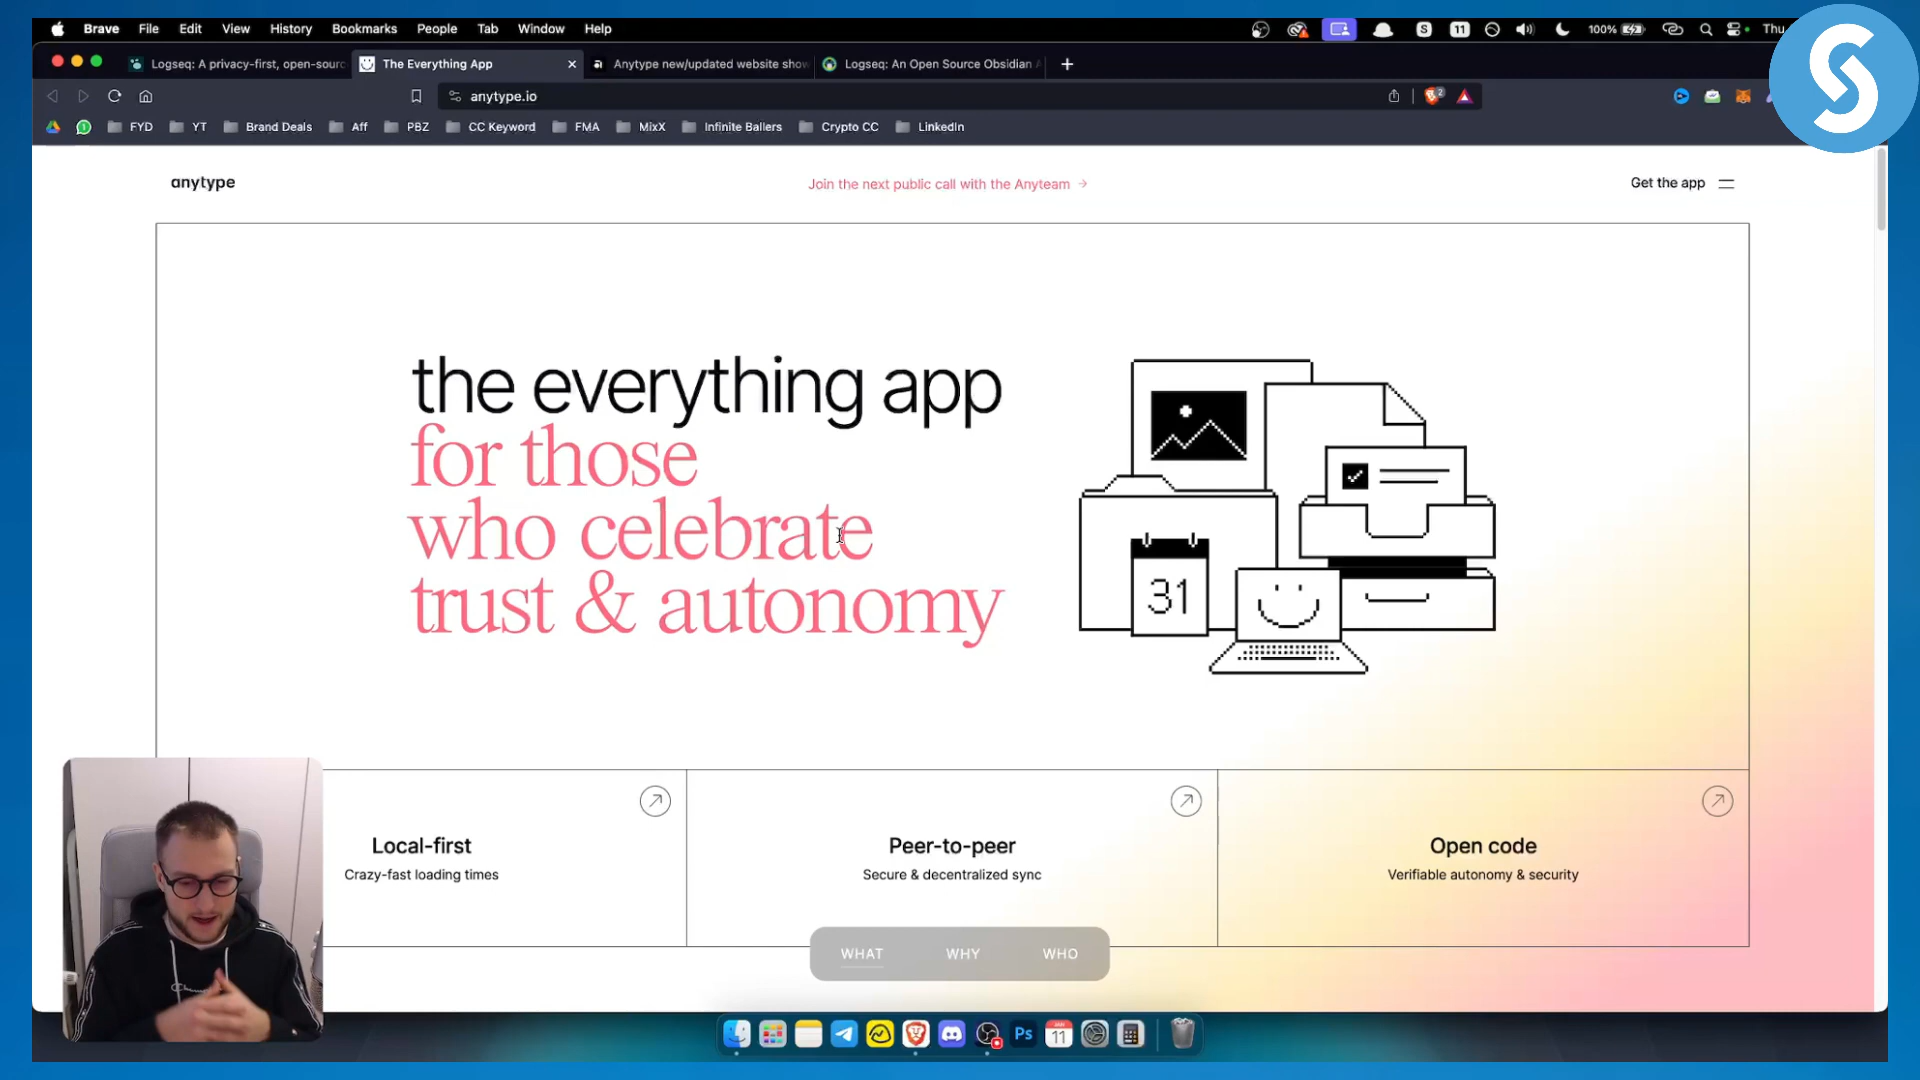 Brave File Edit View History Bookmarks People Tab Window Help
S 11 100% Thu
Logseq: A privacy-first, open-sourc
The Everything App
Anytype new/updated website show
Logseq: An Open Source Obsidian A
anytype.io
2
FYD YT Brand Deals Aff PBZ CC Keyword FMA MixX Infinite Ballers Crypto CC LinkedIn
anytype
Join the next public call with the Anyteam →
Get the app
the everything app
for those
who celebrate
trust & autonomy
31
Local-first
Crazy-fast loading times
Peer-to-peer
Secure & decentralized sync
Open code
Verifiable autonomy & security
WHAT WHY WHO
Ps
JAN
11